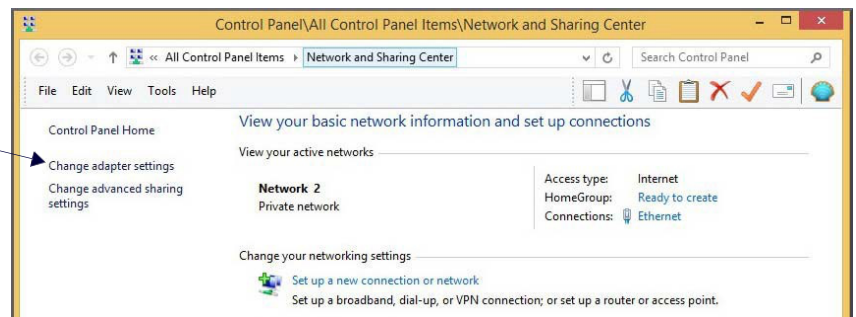 Control Panel\All Control Panel Items\Network and Sharing Center
« All Control Panel Items ▸ Network and Sharing Center
Search Control Panel
File Edit View Tools Help
Control Panel Home
Change adapter settings
Change advanced sharing
settings
View your basic network information and set up connections
View your active networks
Network 2
Private network
Access type: Internet
HomeGroup: Ready to create
Connections: Ethernet
Change your networking settings
Set up a new connection or network
Set up a broadband, dial-up, or VPN connection; or set up a router or access point.